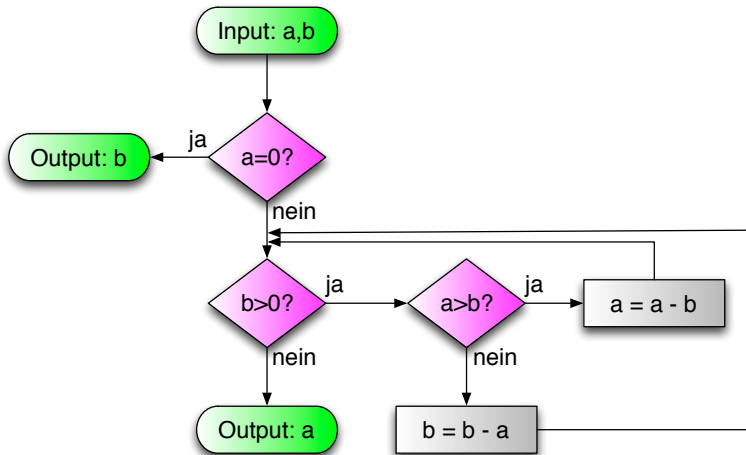 Input: a,b
ja
Output: b
a=0?
nein
b>0?
ja
a>b?
ja
a = a - b
nein
nein
Output: a
b = b - a